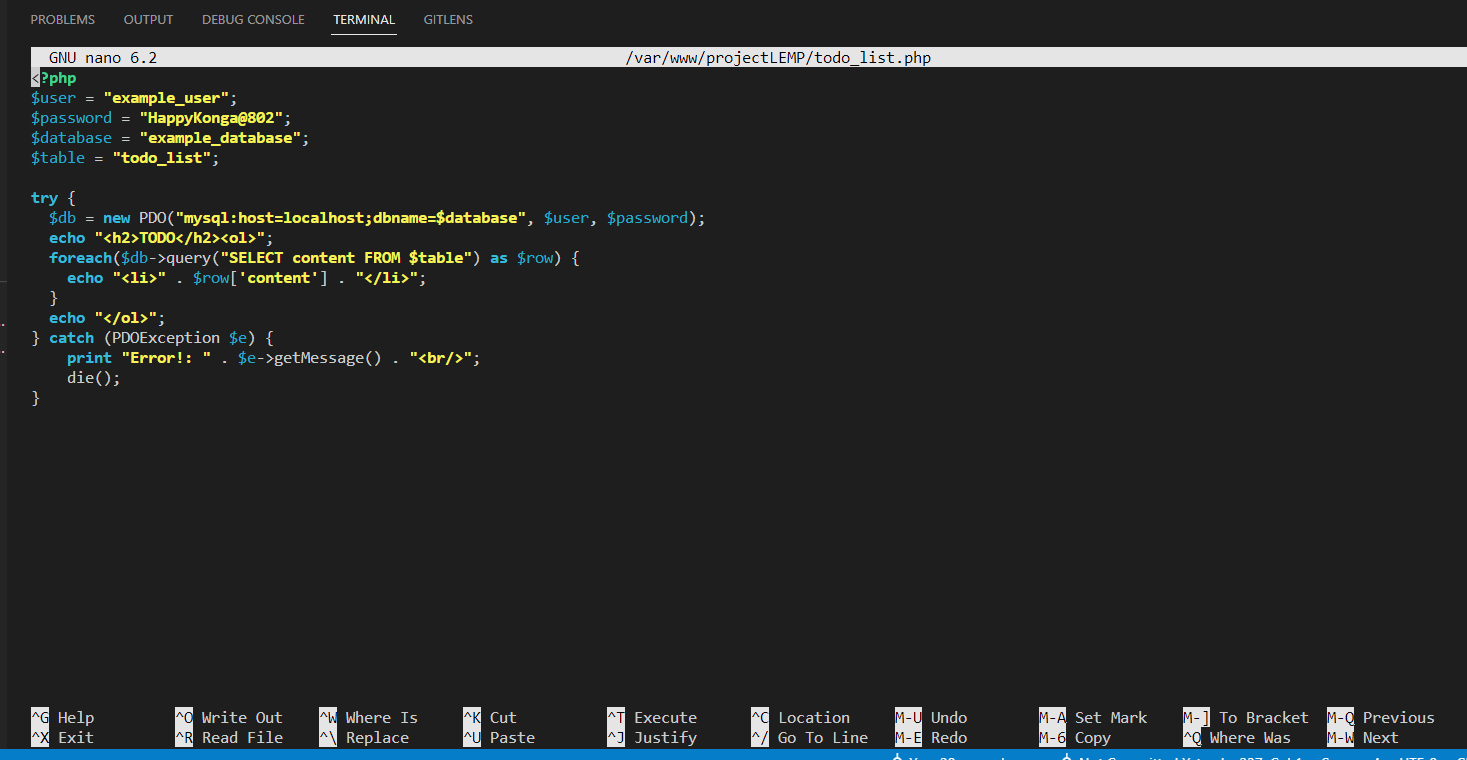 PROBLEMS OUTPUT DEBUG CONSOLE TERMINAL GITLENS
GNU nano 6.2 /var/www/projectLEMP/todo_list.php
<?php
$user = "example_user";
$password = "HappyKonga@802";
$database = "example_database";
$table = "todo_list";
try {
  $db = new PDO("mysql:host=localhost;dbname=$database", $user, $password);
  echo "<h2>TODO</h2><ol>";
  foreach($db->query("SELECT content FROM $table") as $row) {
    echo "<li>" . $row['content'] . "</li>";
  }
  echo "</ol>";
} catch (PDOException $e) {
    print "Error!: " . $e->getMessage() . "<br/>";
    die();
}
^G Help ^O Write Out ^W Where Is ^K Cut ^T Execute ^C Location M-U Undo M-A Set Mark M-] To Bracket M-Q Previous
^X Exit ^R Read File ^\ Replace ^U Paste ^J Justify ^/ Go To Line M-E Redo M-6 Copy ^Q Where Was M-W Next